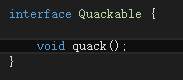 interface Quackable {
void quack();
}